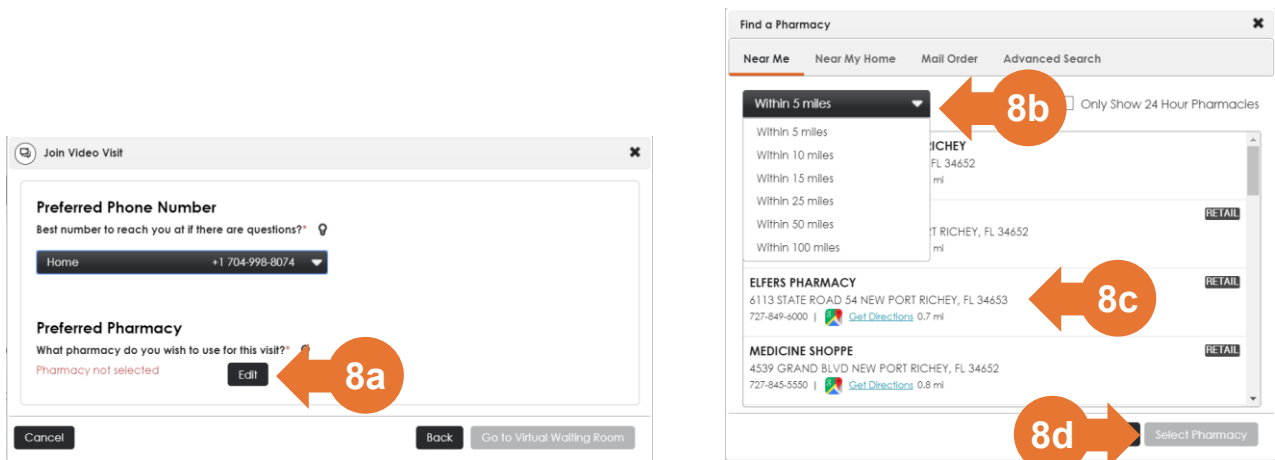 Join Video Visit
Preferred Phone Number
Best number to reach you at if there are questions?*
Home +1 704-998-8074
Preferred Pharmacy
What pharmacy do you wish to use for this visit?*
Pharmacy not selected
Edit
8a
Cancel
Back
Go to Virtual Waiting Room
Find a Pharmacy
Near Me Near My Home Mail Order Advanced Search
Within 5 miles
8b
Only Show 24 Hour Pharmacies
Within 5 miles
Within 10 miles
Within 15 miles
Within 25 miles
Within 50 miles
Within 100 miles
RICHEY
FL 34652
mi
RETAIL
T RICHEY, FL 34652
mi
ELFERS PHARMACY
RETAIL
6113 STATE ROAD 54 NEW PORT RICHEY, FL 34653
727-849-6000 | Get Directions 0.7 mi
8c
MEDICINE SHOPPE
RETAIL
4539 GRAND BLVD NEW PORT RICHEY, FL 34652
727-845-5550 | Get Directions 0.8 mi
8d
Select Pharmacy